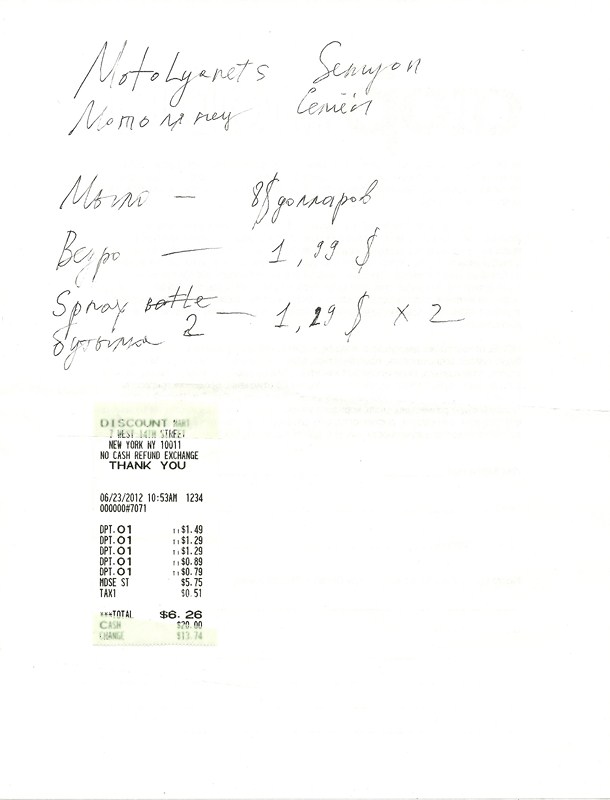 Motolyanets Semyon
Мотолянец Семён
Мыло — 8$ долларов
Ведро — 1,99 $
Spray bottle — 1,29 $ x 2
бутылка 2
DISCOUNT MART
7 WEST 14TH STREET
NEW YORK NY 10011
NO CASH REFUND EXCHANGE
THANK YOU
06/23/2012 10:53AM 1234
000000#7071
DPT.01 $1.49
DPT.01 $1.29
DPT.01 $1.29
DPT.01 $0.89
DPT.01 $0.79
MDSE ST $5.75
TAX1 $0.51
***TOTAL $6.26
CASH $20.00
CHANGE $13.74